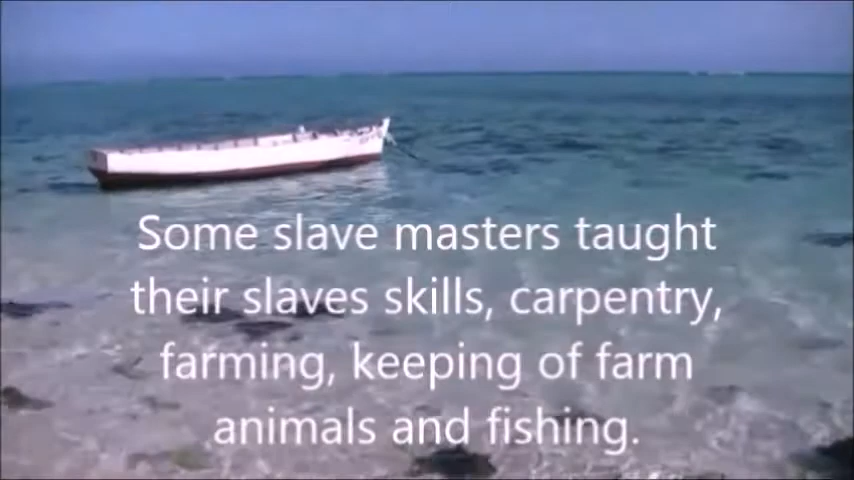 Some slave masters taught
their slaves skills, carpentry,
farming, keeping of farm
animals and fishing.